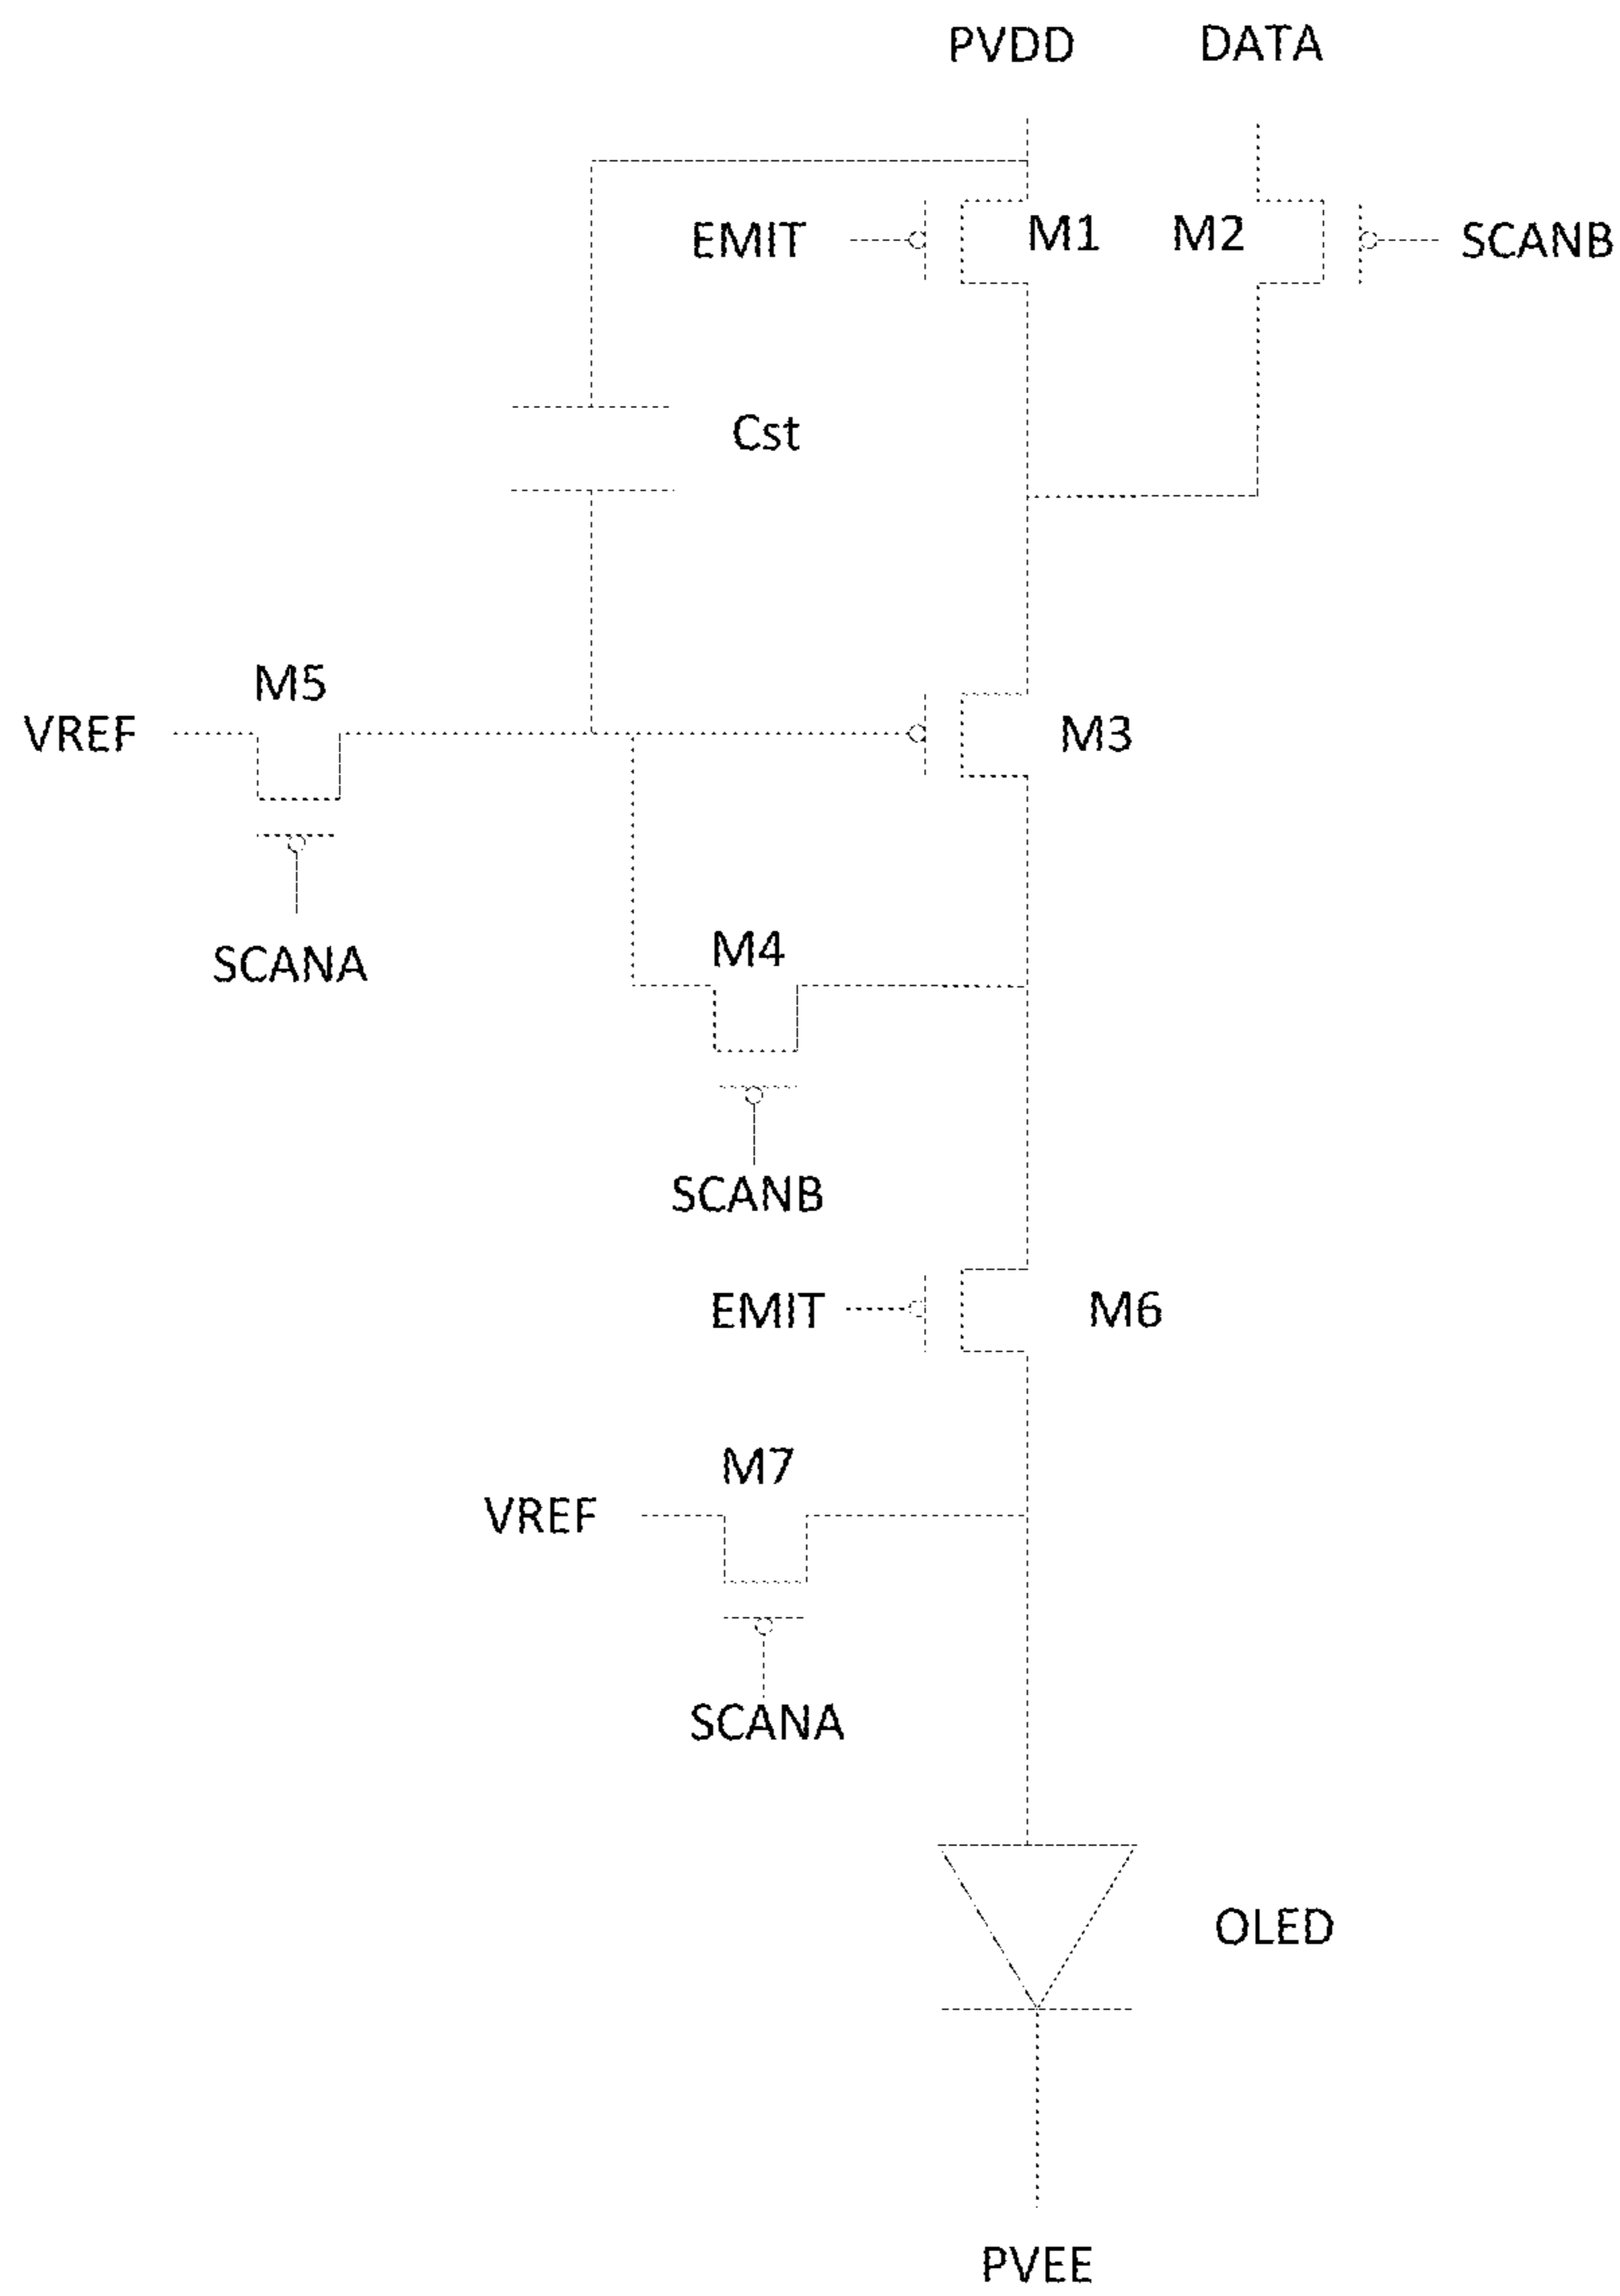 PVDD DATA
EMIT M1 M2 SCANB
Cst
M5
VREF M3
M4
SCANA
SCANB
EMIT M6
M7
VREF
SCANA
OLED
PVEE